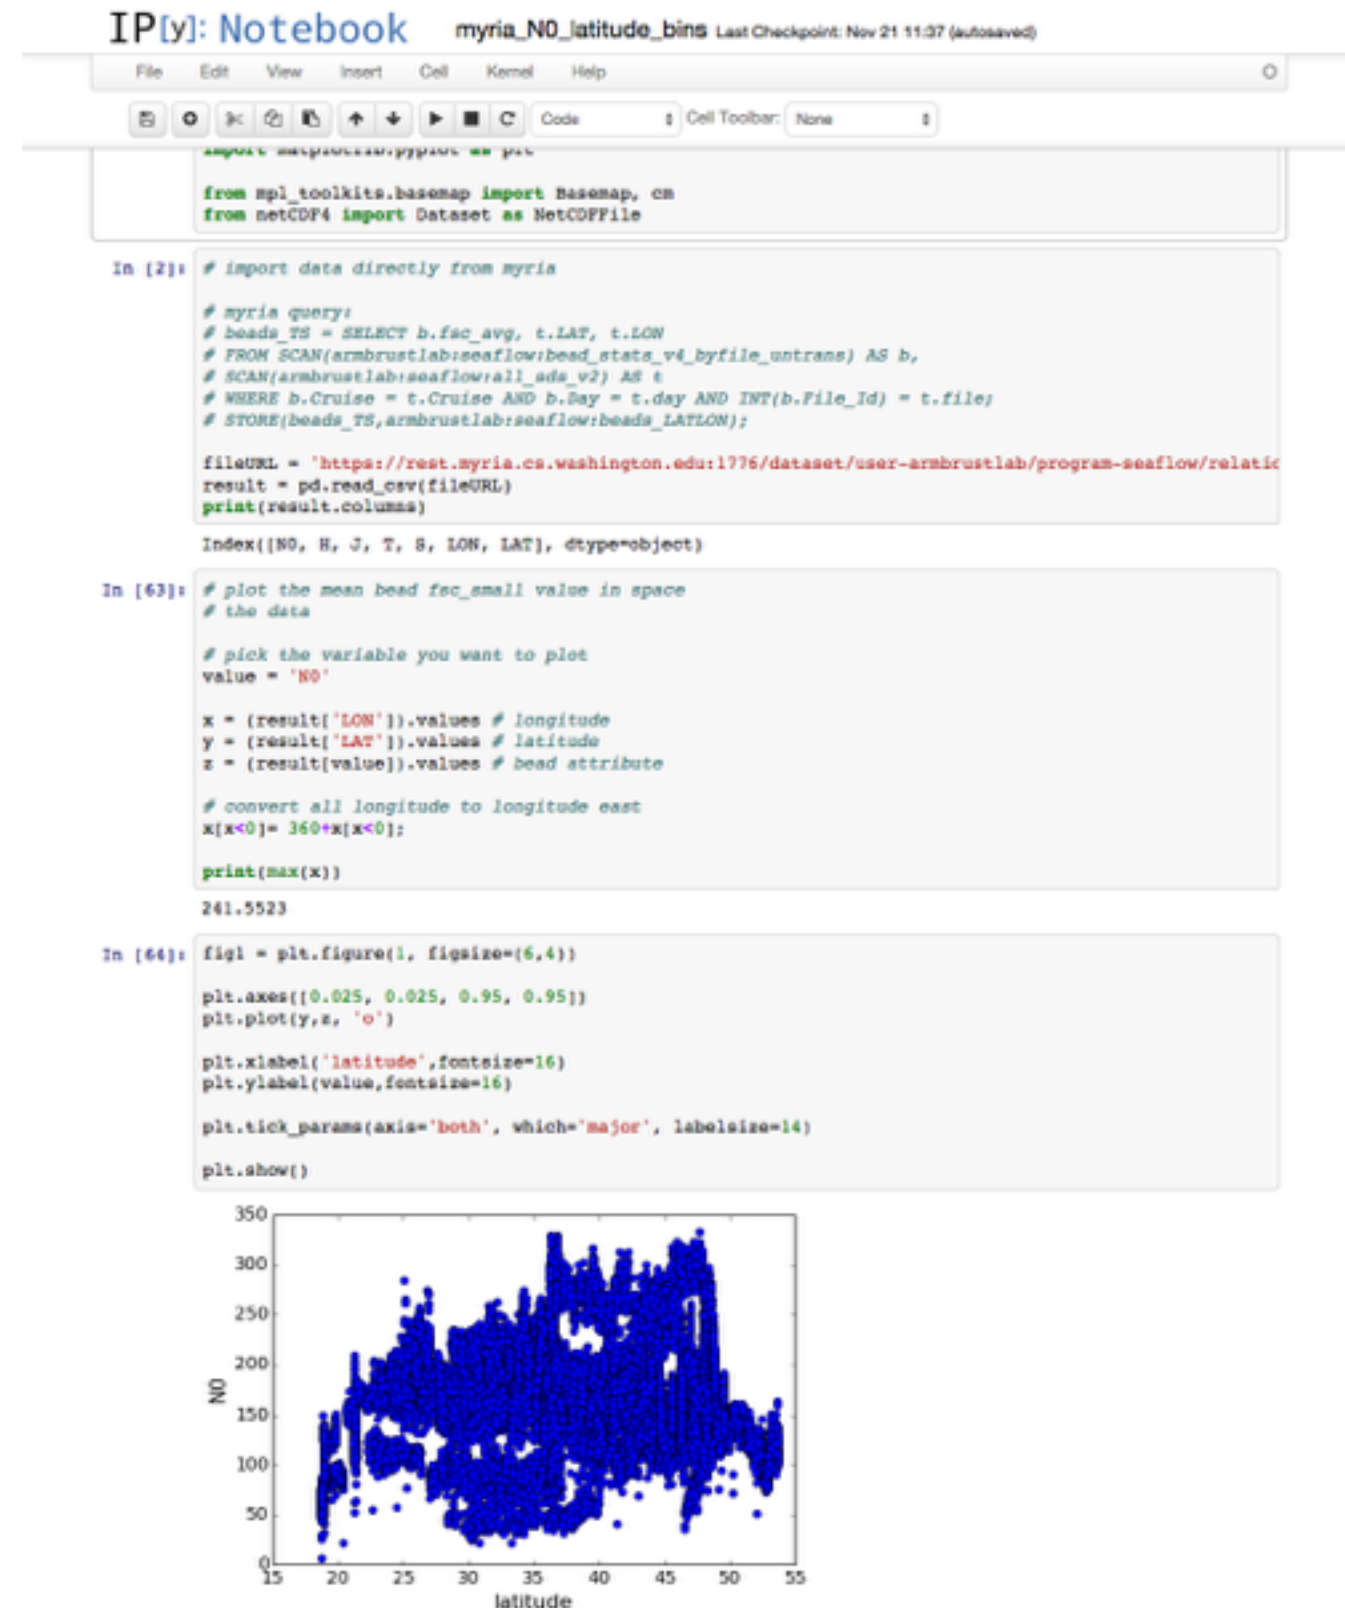 IP[y]: Notebook myria_N0_latitude_bins Last Checkpoint: Nov 21 11:37 (autosaved)
File Edit View Insert Cell Kernel Help
Code Cell Toolbar: None
import matplotlib.pyplot as plt
from mpl_toolkits.basemap import Basemap, cm
from netCDF4 import Dataset as NetCDFFile
In [2]: # import data directly from myria
# myria query:
# beads_TS = SELECT b.fsc_avg, t.LAT, t.LON
# FROM SCAN(armbrustlab:seaflow:bead_stats_v4_byfile_untrans) AS b,
# SCAN(armbrustlab:seaflow:all_sds_v2) AS t
# WHERE b.Cruise = t.Cruise AND b.Day = t.day AND INT(b.File_Id) = t.file;
# STORE(beads_TS,armbrustlab:seaflow:beads_LATLON);
fileURL = 'https://rest.myria.cs.washington.edu:1776/dataset/user-armbrustlab/program-seaflow/relatio
result = pd.read_csv(fileURL)
print(result.columns)
Index([N0, H, J, T, S, LON, LAT], dtype=object)
In [63]: # plot the mean bead fsc_small value in space
# the data
# pick the variable you want to plot
value = 'N0'
x = (result['LON']).values # longitude
y = (result['LAT']).values # latitude
z = (result[value]).values # bead attribute
# convert all longitude to longitude east
x[x<0]= 360+x[x<0];
print(max(x))
241.5523
In [64]: fig1 = plt.figure(1, figsize=(6,4))
plt.axes([0.025, 0.025, 0.95, 0.95])
plt.plot(y,z, 'o')
plt.xlabel('latitude',fontsize=16)
plt.ylabel(value,fontsize=16)
plt.tick_params(axis='both', which='major', labelsize=14)
plt.show()
350
300
250
200
N0
150
100
50
0
15 20 25 30 35 40 45 50 55
latitude